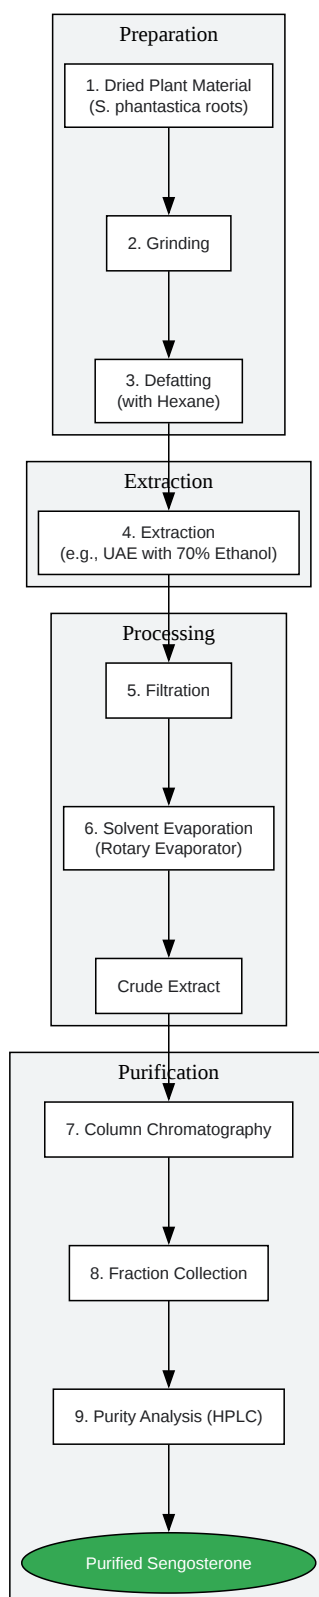 Preparation
1. Dried Plant Material
(S. phantastica roots)
2. Grinding
3. Defatting
(with Hexane)
Extraction
4. Extraction
(e.g., UAE with 70% Ethanol)
Processing
5. Filtration
6. Solvent Evaporation
(Rotary Evaporator)
Crude Extract
Purification
7. Column Chromatography
8. Fraction Collection
9. Purity Analysis (HPLC)
Purified Sengosterone